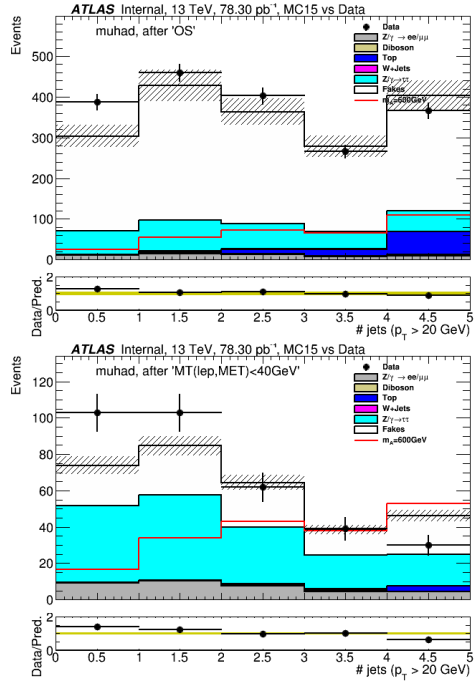 ATLAS Internal, 13 TeV, 78.30 pb⁻¹, MC15 vs Data
Events
muhad, after 'OS'
Data
Z/γ → ee/μμ
Diboson
Top
W+Jets
Z/γ→ττ
Fakes
m_A=600GeV
600
500
400
300
200
100
0
Data/Pred.
2
1
0
0 0.5 1 1.5 2 2.5 3 3.5 4 4.5 5
# jets (p_T > 20 GeV)
ATLAS Internal, 13 TeV, 78.30 pb⁻¹, MC15 vs Data
Events
muhad, after 'MT(lep,MET)<40GeV'
Data
Z/γ → ee/μμ
Diboson
Top
W+Jets
Z/γ→ττ
Fakes
m_A=600GeV
120
100
80
60
40
20
0
Data/Pred.
2
1
0
0 0.5 1 1.5 2 2.5 3 3.5 4 4.5 5
# jets (p_T > 20 GeV)